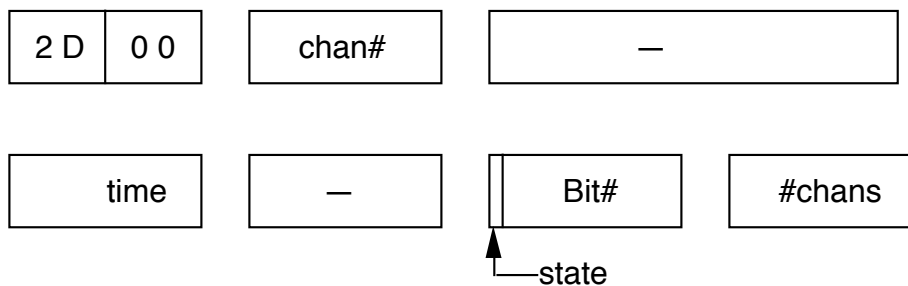 2 D 0 0 chan# –
time – Bit# #chans
state